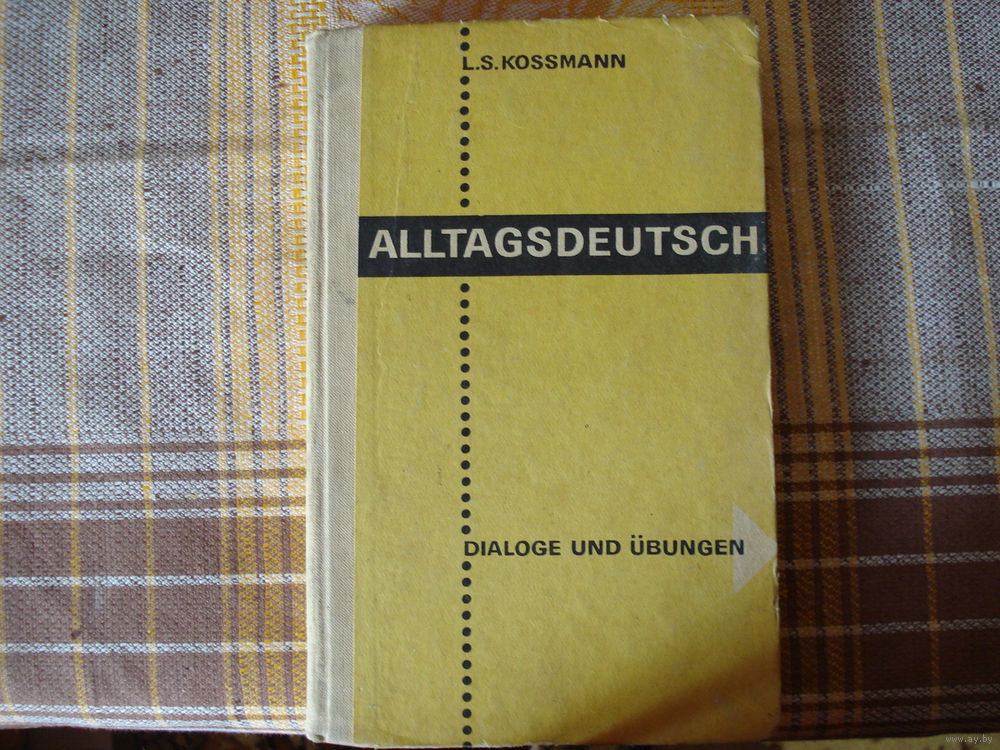 L.S.KOSSMANN
ALLTAGSDEUTSCH
DIALOGE UND ÜBUNGEN
www.ay.by